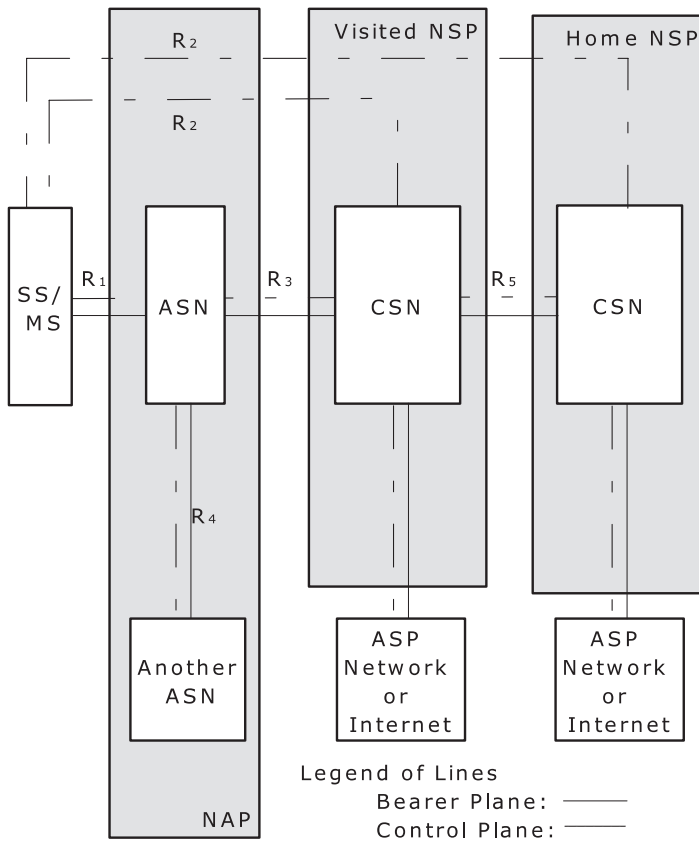 R2
Visited NSP
Home NSP
R2
SS/
MS
R1
ASN
R3
CSN
R5
CSN
R4
Another
ASN
ASP
Network
or
Internet
ASP
Network
or
Internet
NAP
Legend of Lines
Bearer Plane:
Control Plane: